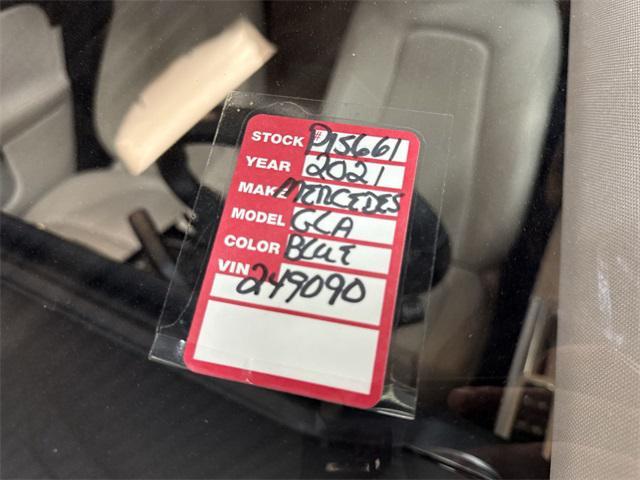 STOCK # P15661
YEAR 2021
MAKE MERCEDES
MODEL GLA
COLOR BLUE
VIN 249090